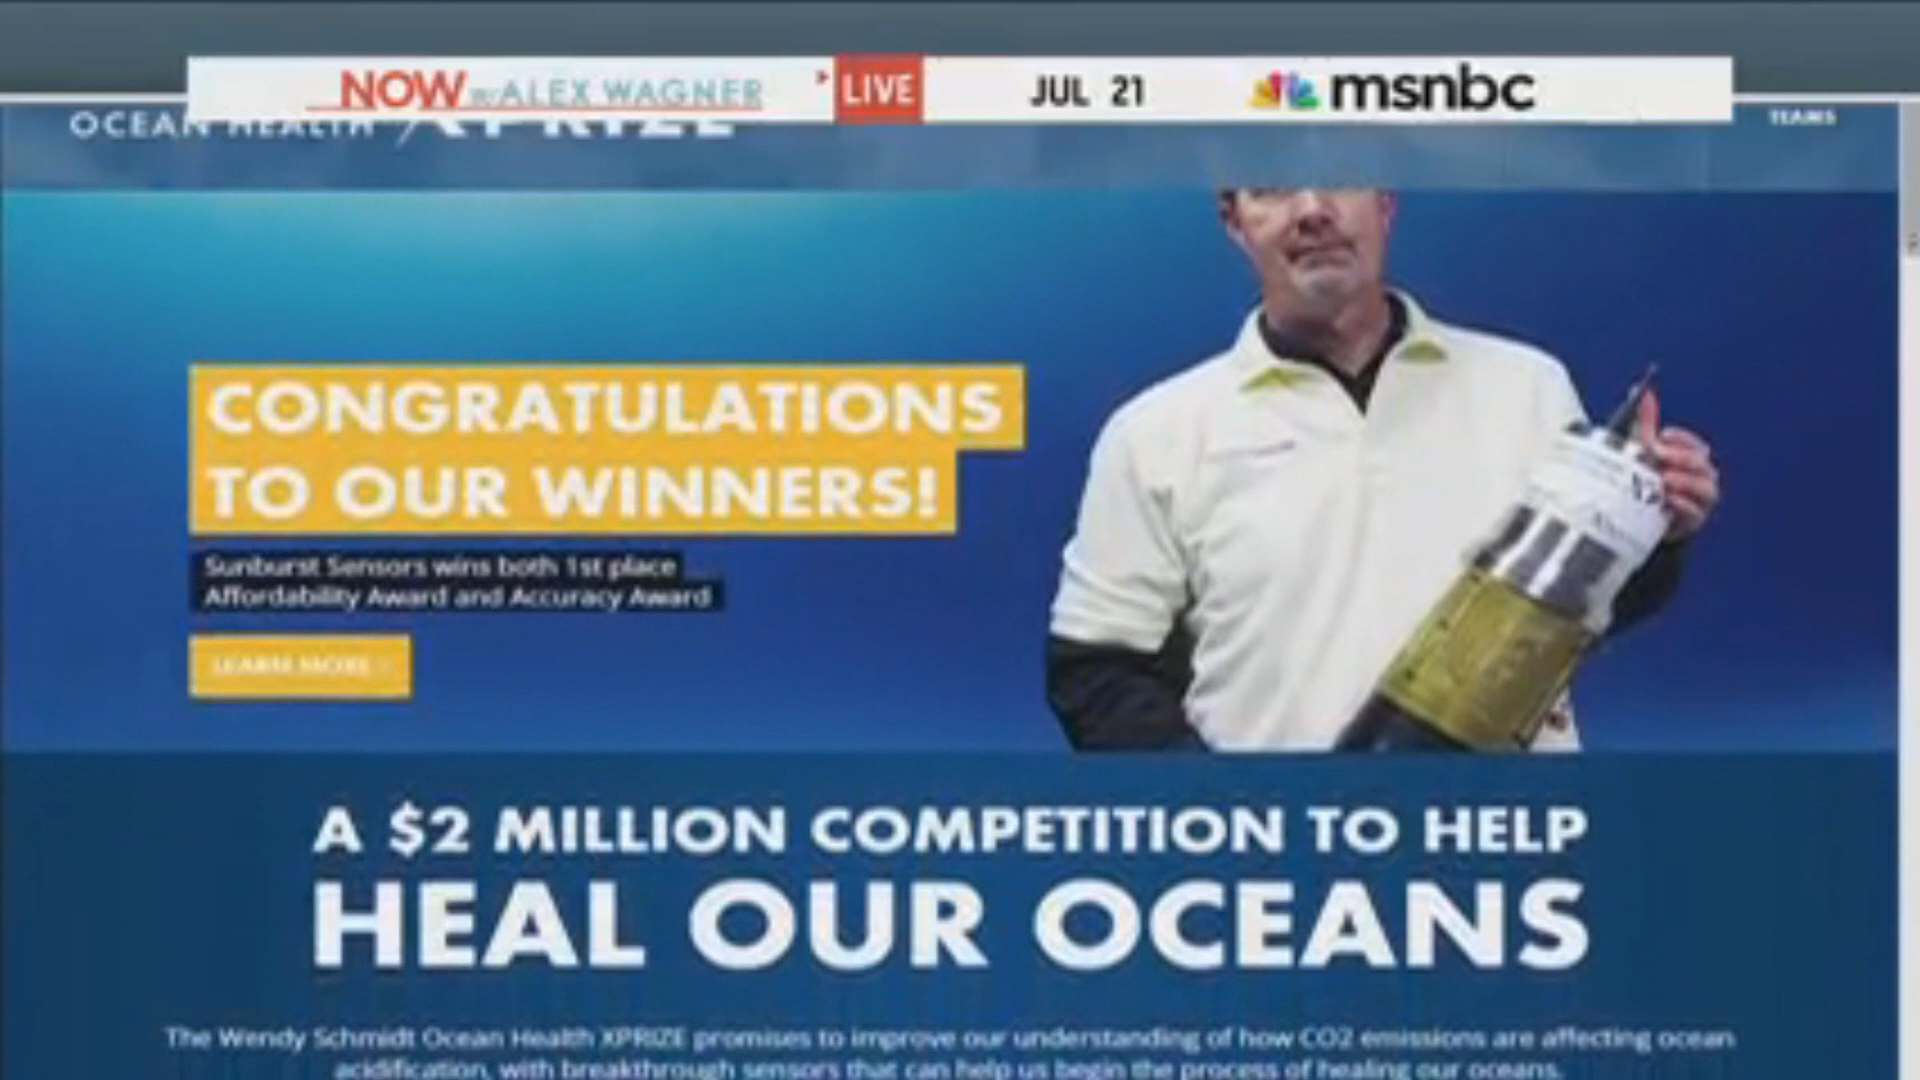 NOW W/ ALEX WAGNER LIVE JUL 21 msnbc
OCEAN HEALTH XPRIZE TEAMS
CONGRATULATIONS
TO OUR WINNERS!
Sunburst Sensors wins both 1st place
Affordability Award and Accuracy Award
LEARN MORE
A $2 MILLION COMPETITION TO HELP
HEAL OUR OCEANS
The Wendy Schmidt Ocean Health XPRIZE promises to improve our understanding of how CO2 emissions are affecting ocean
acidification, with breakthrough sensors that can help us begin the process of healing our oceans.